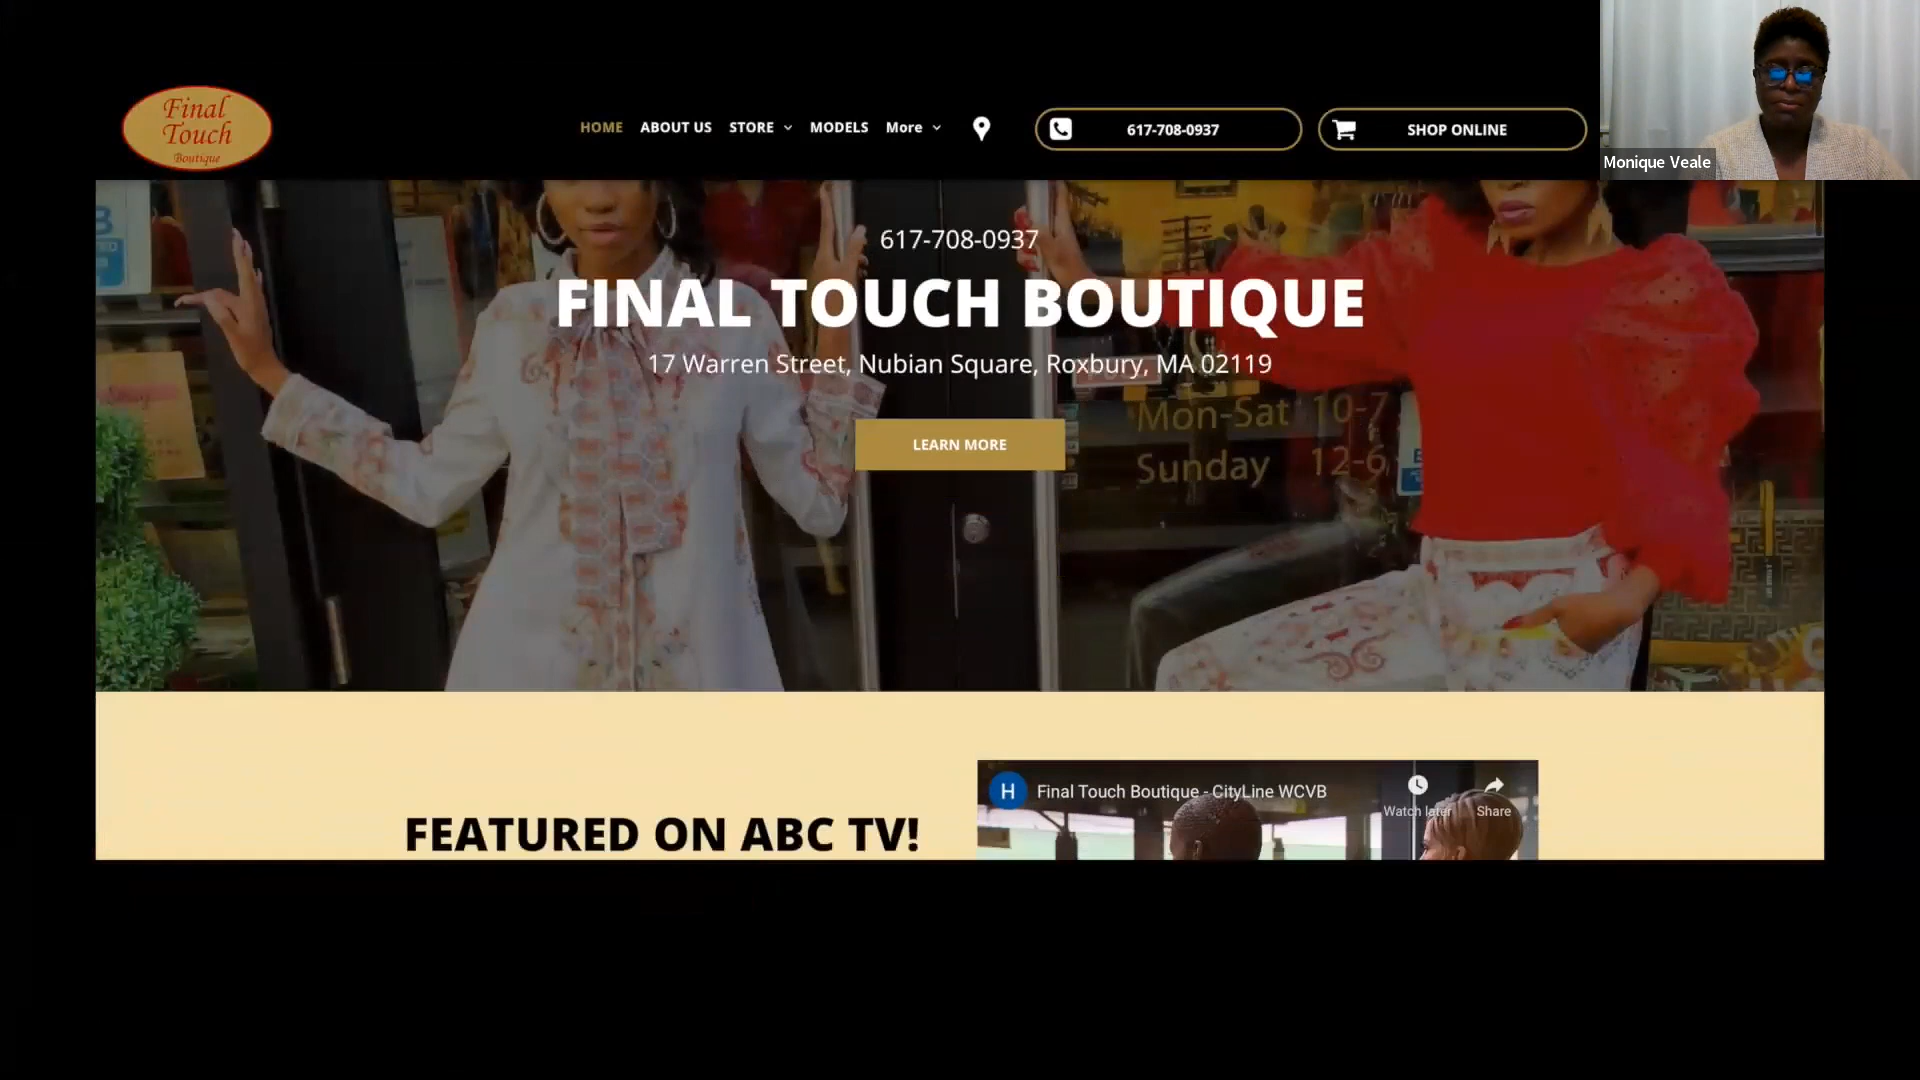 Final
Touch
Boutique
HOME ABOUT US STORE MODELS More 617-708-0937 SHOP ONLINE
Monique Veale
617-708-0937
FINAL TOUCH BOUTIQUE
17 Warren Street, Nubian Square, Roxbury, MA 02119
Mon-Sat 10-7
Sunday 12-6
LEARN MORE
FEATURED ON ABC TV!
H Final Touch Boutique - CityLine WCVB
Watch later Share